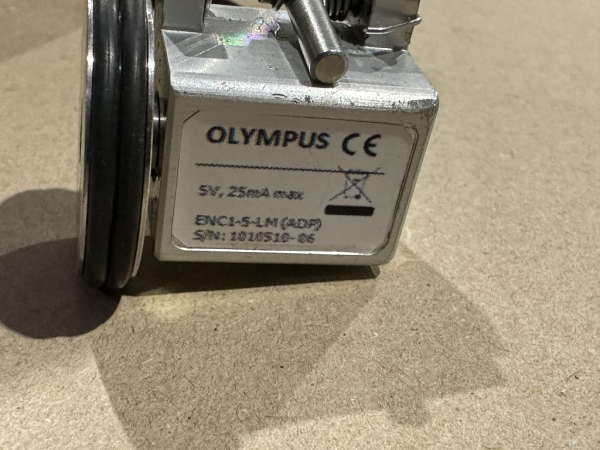 OLYMPUS CE
5V, 25mA max
ENC1-5-LM (ADP)
S/N: 1010510-06